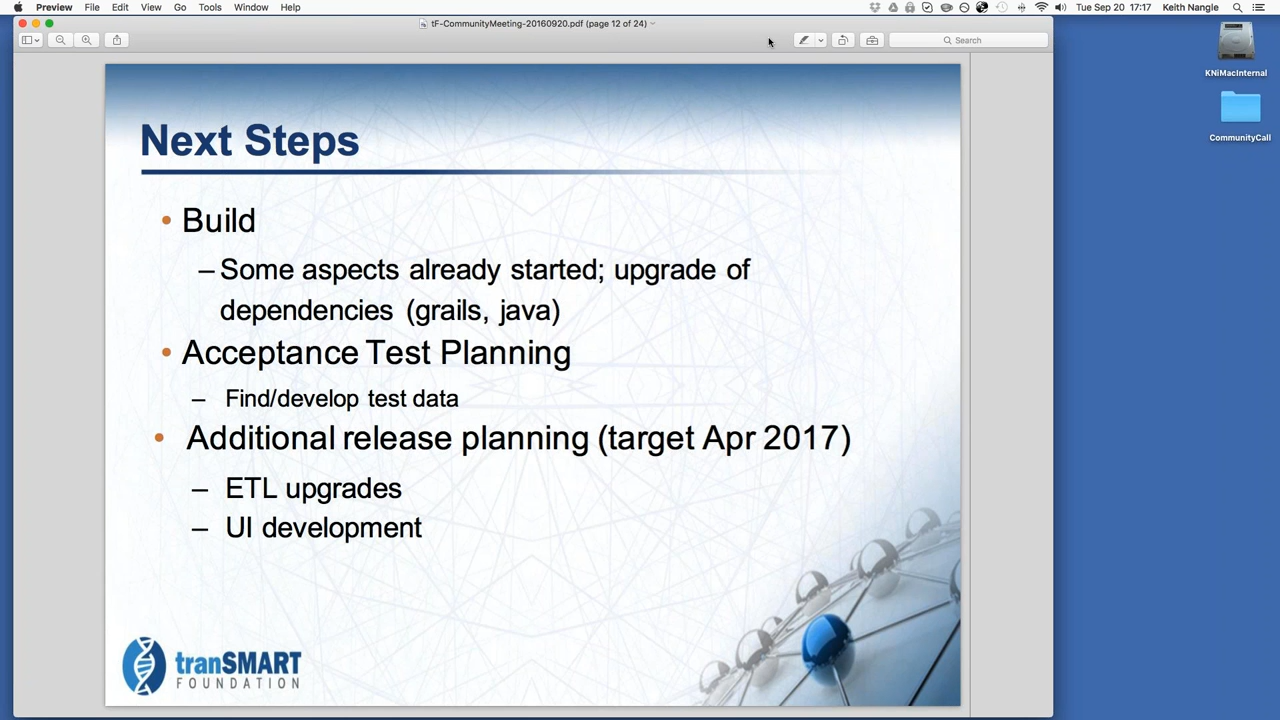 Preview File Edit View Go Tools Window Help
Tue Sep 20 17:17 Keith Nangle
tF-CommunityMeeting-20160920.pdf (page 12 of 24)
Search
KNiMacInternal
CommunityCall
Next Steps
• Build
– Some aspects already started; upgrade of
dependencies (grails, java)
• Acceptance Test Planning
– Find/develop test data
• Additional release planning (target Apr 2017)
– ETL upgrades
– UI development
tranSMART
FOUNDATION